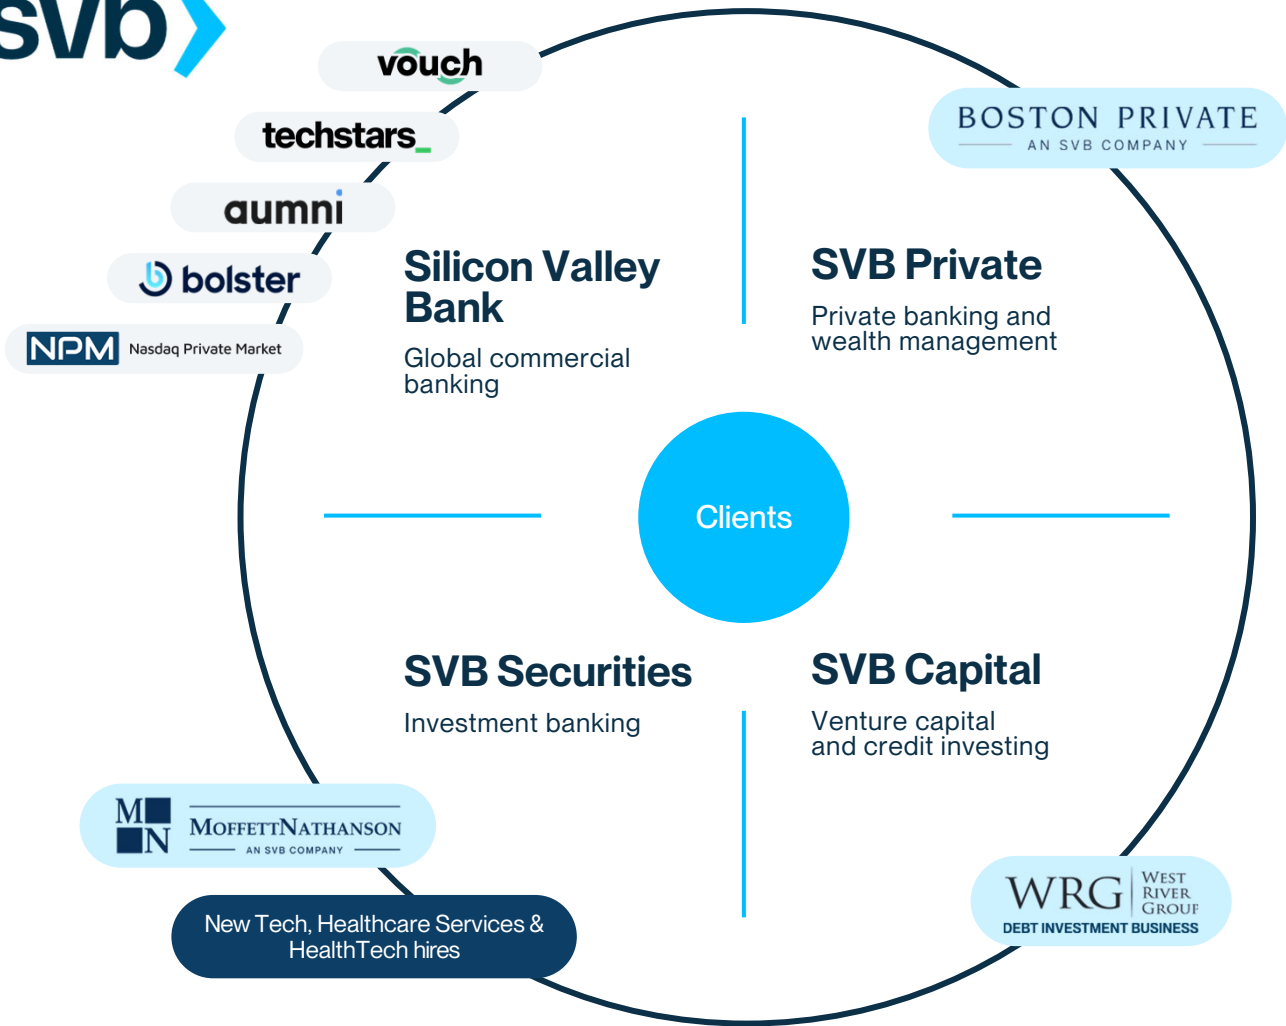 svb
vouch
techstars_
aumni
bolster
NPM Nasdaq Private Market
BOSTON PRIVATE
AN SVB COMPANY
Silicon Valley
Bank
Global commercial
banking
SVB Private
Private banking and
wealth management
Clients
SVB Securities
Investment banking
SVB Capital
Venture capital
and credit investing
M
N
MOFFETTNATHANSON
AN SVB COMPANY
New Tech, Healthcare Services &
HealthTech hires
WRG
WEST
RIVER
GROUP
DEBT INVESTMENT BUSINESS